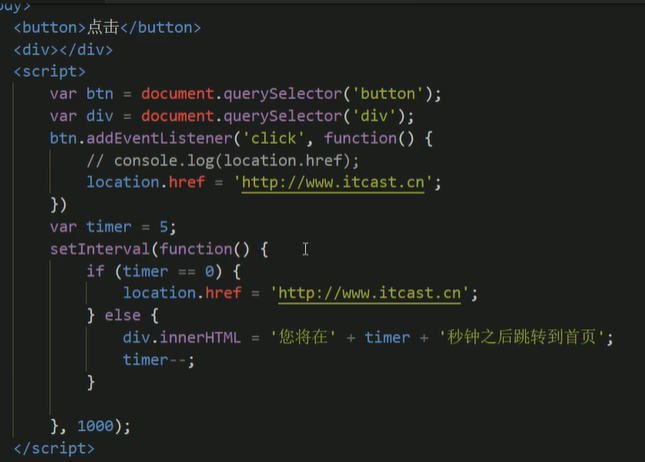 <button>点击</button>
<div></div>
<script>
var btn = document.querySelector('button');
var div = document.querySelector('div');
btn.addEventListener('click', function() {
// console.log(location.href);
location.href = 'http://www.itcast.cn';
})
var timer = 5;
setInterval(function() {
if (timer == 0) {
location.href = 'http://www.itcast.cn';
} else {
div.innerHTML = '您将在' + timer + '秒钟之后跳转到首页';
timer--;
}
}, 1000);
</script>